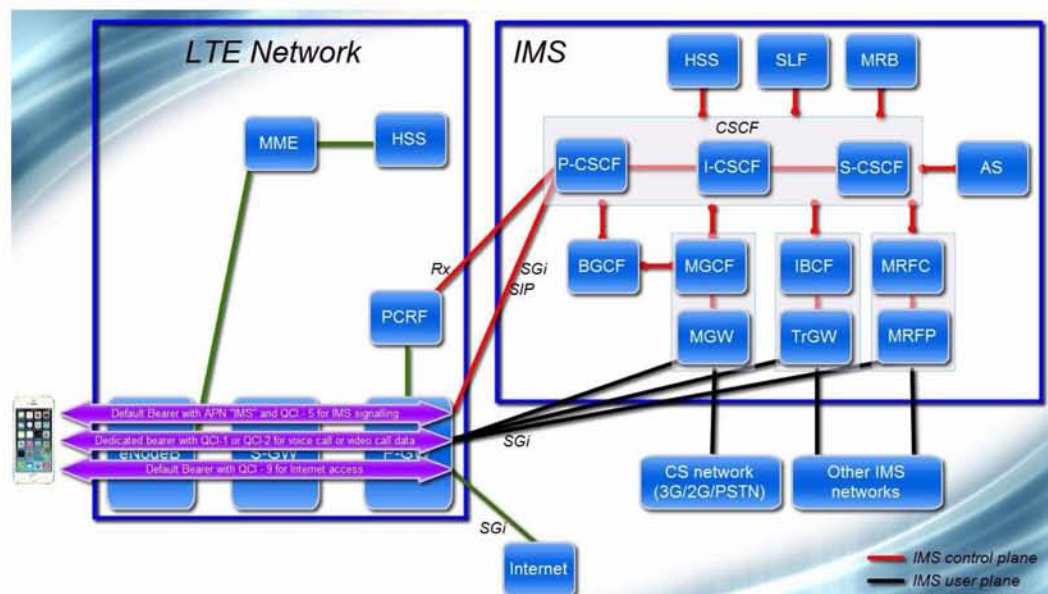 LTE Network
IMS
HSS
SLF
MRB
CSCF
MME
HSS
P-CSCF
I-CSCF
S-CSCF
AS
Rx
SGi
SIP
BGCF
MGCF
IBCF
MRFC
PCRF
MGW
TrGW
MRFP
Default Bearer with APN "IMS" and QCI - 5 for IMS signalling
Dedicated bearer with QCI-1 or QCI-2 for voice call or video call data
eNodeB
S-GW
Default Bearer with QCI - 9 for Internet access
SGi
CS network
(3G/2G/PSTN)
Other IMS
networks
SGi
Internet
IMS control plane
IMS user plane